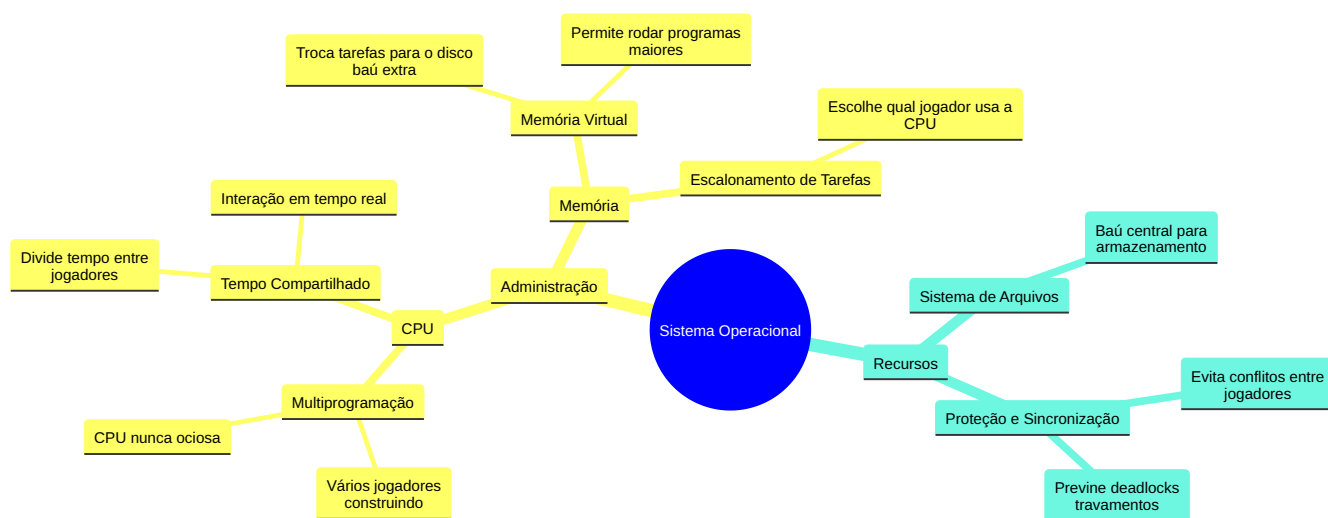 Sistema Operacional
Administração
Memória
Memória Virtual
Troca tarefas para o disco
baú extra
Permite rodar programas
maiores
Escalonamento de Tarefas
Escolhe qual jogador usa a
CPU
CPU
Tempo Compartilhado
Interação em tempo real
Divide tempo entre
jogadores
Multiprogramação
CPU nunca ociosa
Vários jogadores
construindo
Recursos
Sistema de Arquivos
Baú central para
armazenamento
Proteção e Sincronização
Evita conflitos entre
jogadores
Previne deadlocks
travamentos